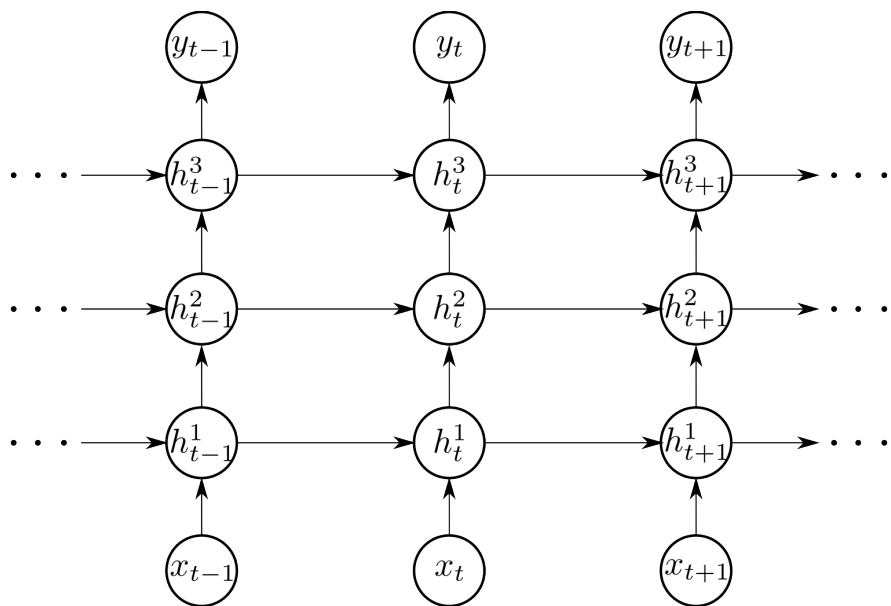 y_{t−1} y_t y_{t+1}
· · · h^3_{t−1} h^3_t h^3_{t+1} · · ·
· · · h^2_{t−1} h^2_t h^2_{t+1} · · ·
· · · h^1_{t−1} h^1_t h^1_{t+1} · · ·
x_{t−1} x_t x_{t+1}